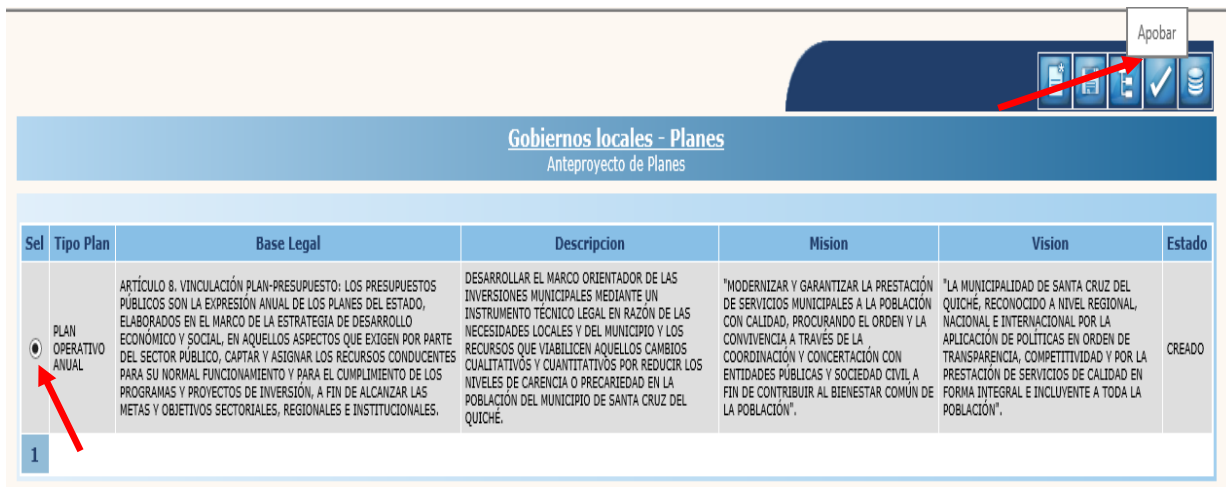 Apobar
Gobiernos locales - Planes
Anteproyecto de Planes
Sel Tipo Plan Base Legal Descripcion Mision Vision Estado
PLAN
OPERATIVO
ANUAL
ARTÍCULO 8. VINCULACIÓN PLAN-PRESUPUESTO: LOS PRESUPUESTOS
PÚBLICOS SON LA EXPRESIÓN ANUAL DE LOS PLANES DEL ESTADO,
ELABORADOS EN EL MARCO DE LA ESTRATEGIA DE DESARROLLO
ECONÓMICO Y SOCIAL, EN AQUELLOS ASPECTOS QUE EXIGEN POR PARTE
DEL SECTOR PÚBLICO, CAPTAR Y ASIGNAR LOS RECURSOS CONDUCENTES
PARA SU NORMAL FUNCIONAMIENTO Y PARA EL CUMPLIMIENTO DE LOS
PROGRAMAS Y PROYECTOS DE INVERSIÓN, A FIN DE ALCANZAR LAS
METAS Y OBJETIVOS SECTORIALES, REGIONALES E INSTITUCIONALES.
DESARROLLAR EL MARCO ORIENTADOR DE LAS
INVERSIONES MUNICIPALES MEDIANTE UN
INSTRUMENTO TÉCNICO LEGAL EN RAZÓN DE LAS
NECESIDADES LOCALES Y DEL MUNICIPIO Y LOS
RECURSOS QUE VIABILICEN AQUELLOS CAMBIOS
CUALITATIVOS Y CUANTITATIVOS POR REDUCIR LOS
NIVELES DE CARENCIA O PRECARIEDAD EN LA
POBLACIÓN DEL MUNICIPIO DE SANTA CRUZ DEL
QUICHÉ.
"MODERNIZAR Y GARANTIZAR LA PRESTACIÓN
DE SERVICIOS MUNICIPALES A LA POBLACIÓN
CON CALIDAD, PROCURANDO EL ORDEN Y LA
CONVIVENCIA A TRAVÉS DE LA
COORDINACIÓN Y CONCERTACIÓN CON
ENTIDADES PÚBLICAS Y SOCIEDAD CIVIL A
FIN DE CONTRIBUIR AL BIENESTAR COMÚN DE
LA POBLACIÓN".
"LA MUNICIPALIDAD DE SANTA CRUZ DEL
QUICHÉ, RECONOCIDO A NIVEL REGIONAL,
NACIONAL E INTERNACIONAL POR LA
APLICACIÓN DE POLÍTICAS EN ORDEN DE
TRANSPARENCIA, COMPETITIVIDAD Y POR LA
PRESTACIÓN DE SERVICIOS DE CALIDAD EN
FORMA INTEGRAL E INCLUYENTE A TODA LA
POBLACIÓN".
CREADO
1